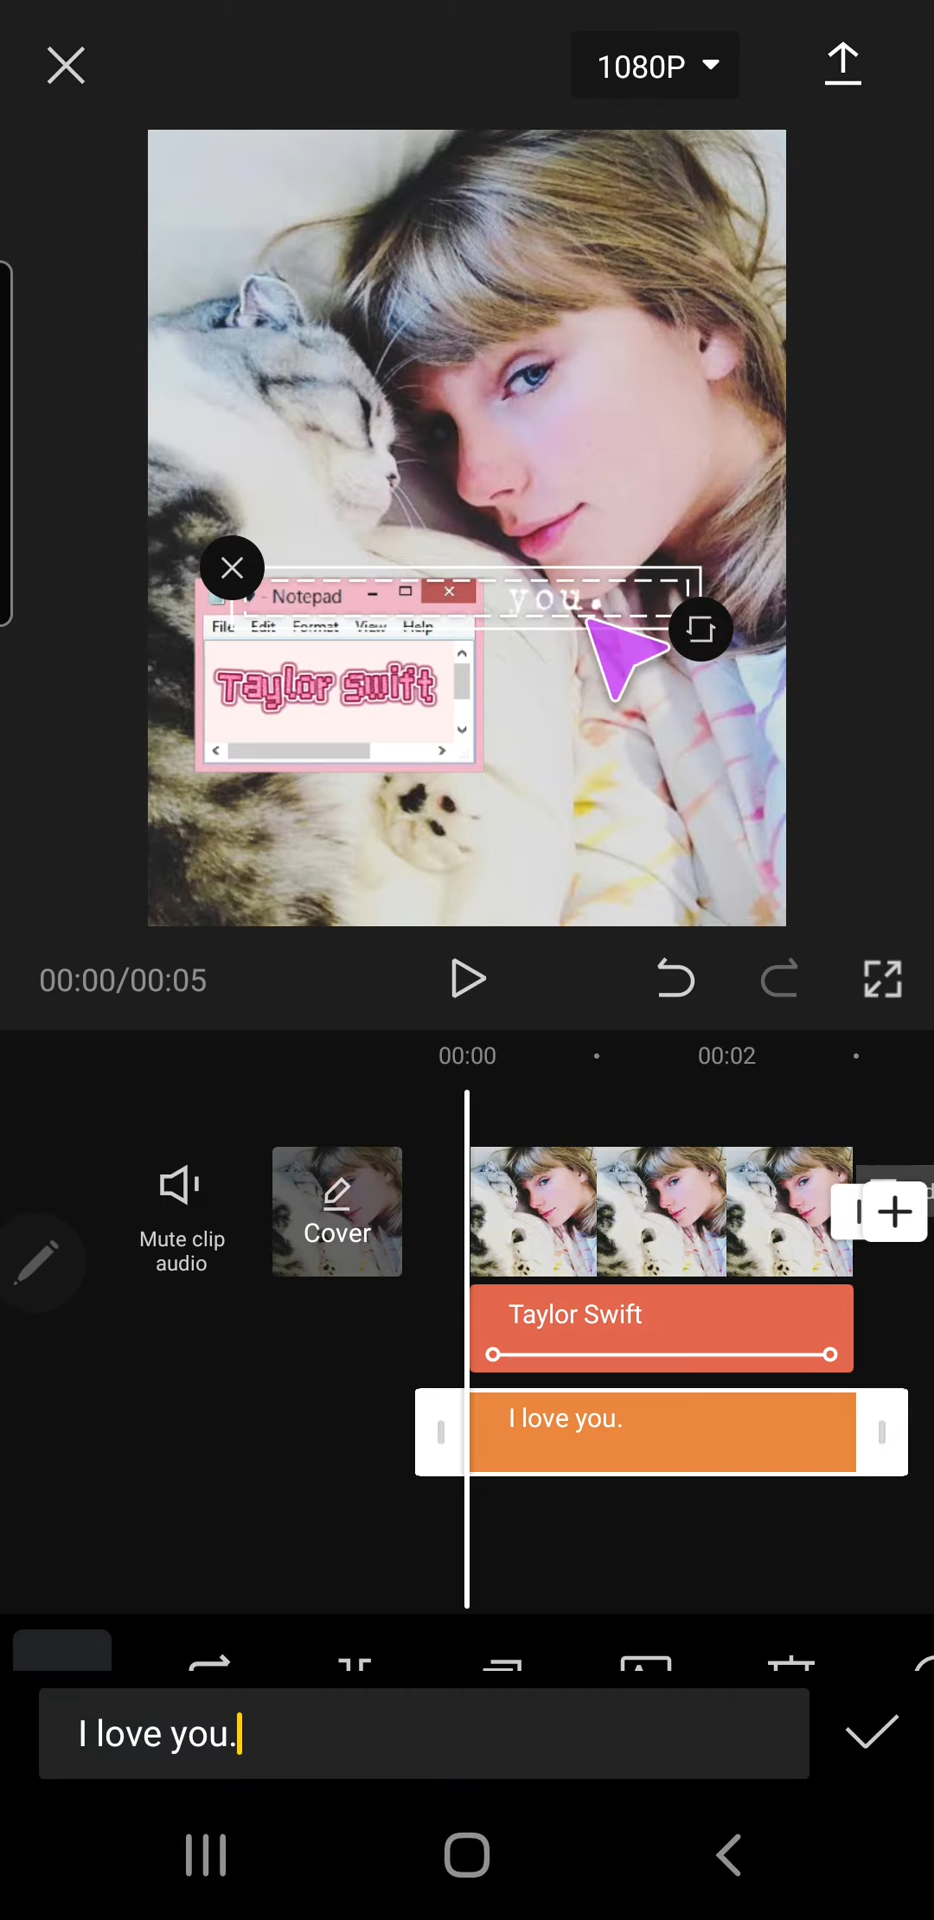 1080P
Notepad
you.
File Edit Format View Help
Taylor Swift
00:00/00:05
00:00 00:02
Mute clip
audio
Cover
Taylor Swift
I love you.
I love you.